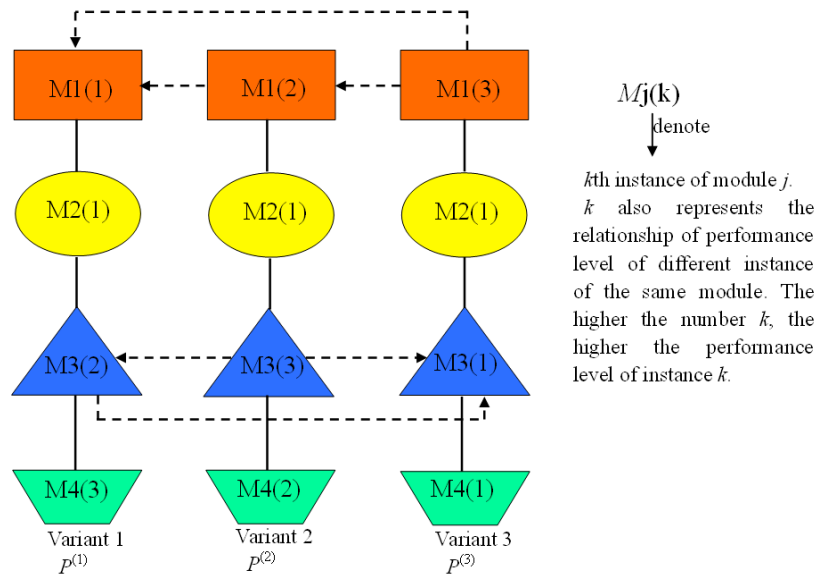 M1(1) M1(2) M1(3)
M2(1) M2(1) M2(1)
M3(2) M3(3) M3(1)
M4(3) M4(2) M4(1)
Variant 1 Variant 2 Variant 3
P(1) P(2) P(3)
Mj(k)
denote
kth instance of module j.
k also represents the
relationship of performance
level of different instance
of the same module. The
higher the number k, the
higher the performance
level of instance k.